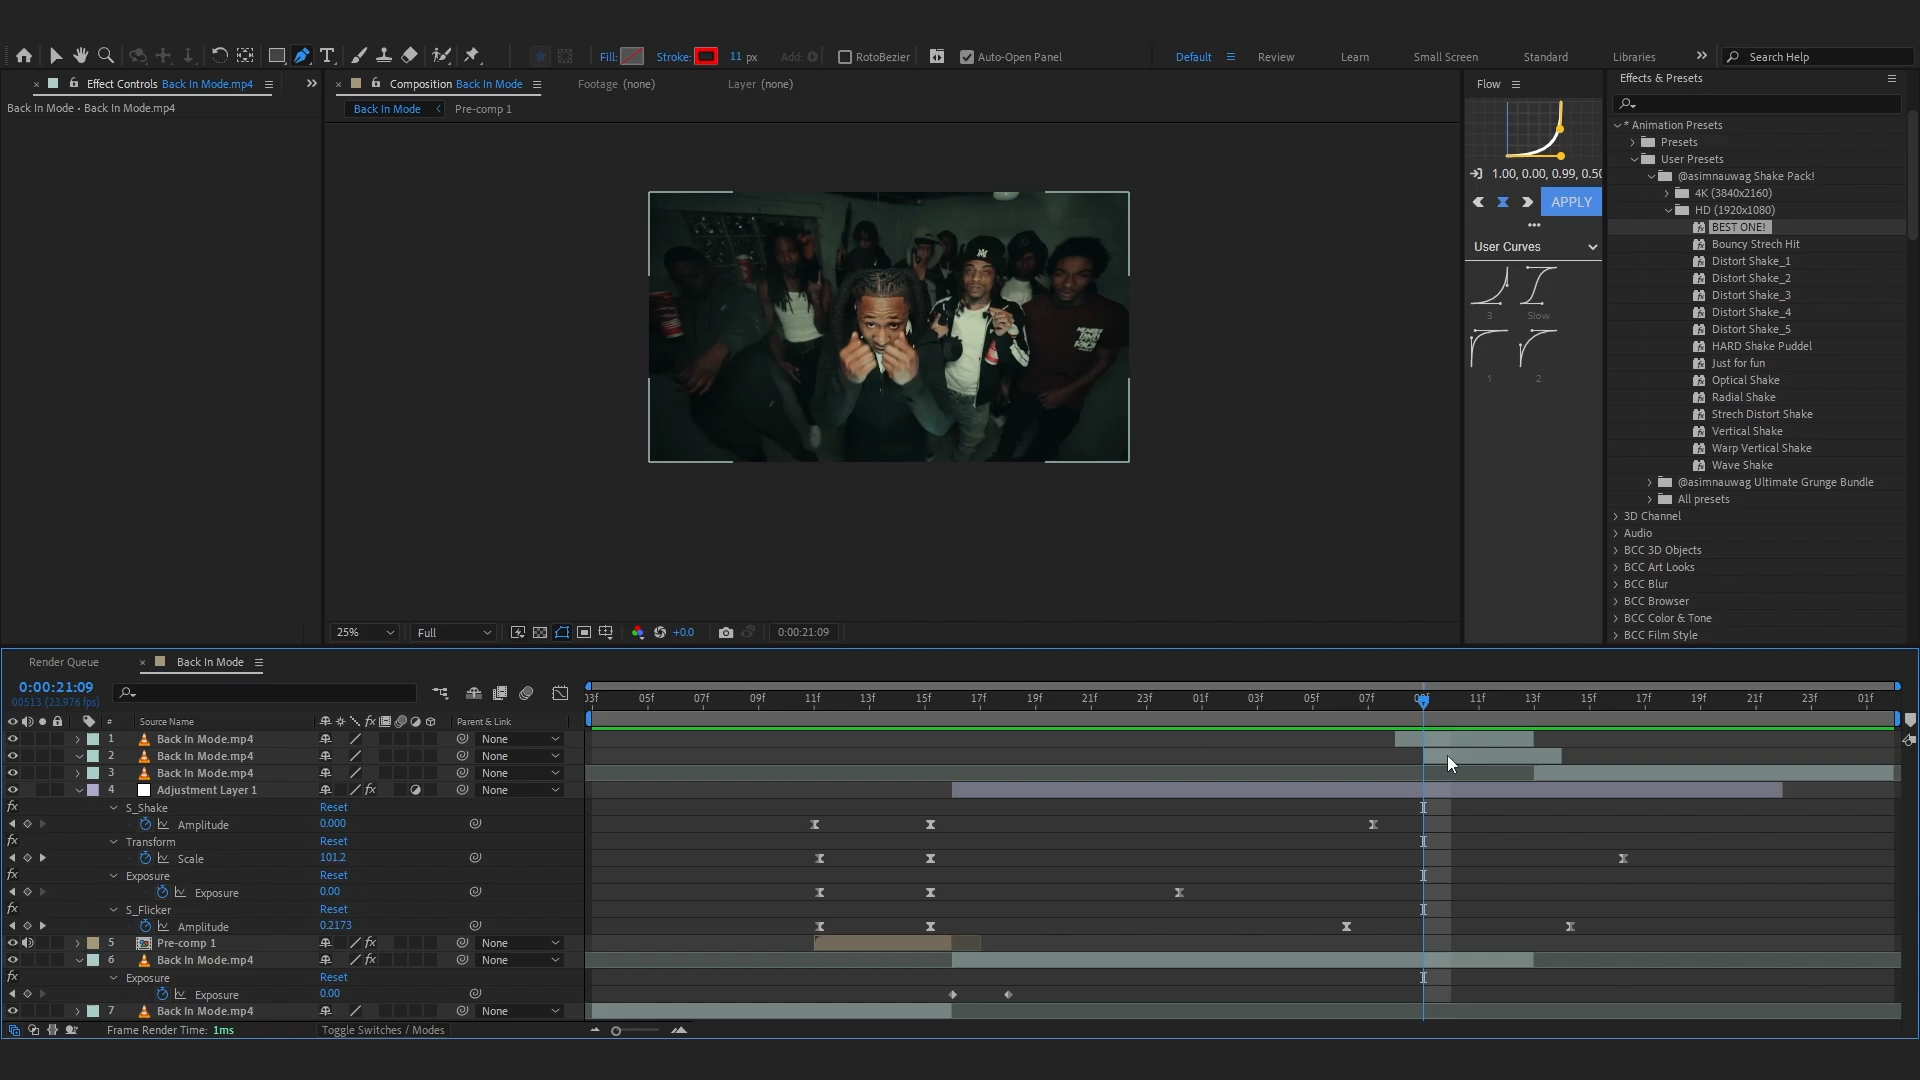 Fill:
Stroke:
11 px
Add:
RotoBezier
Auto-Open Panel
Default
Review
Learn
Small Screen
Standard
Libraries
Search Help
Effect Controls Back In Mode.mp4
Composition Back In Mode
Footage (none)
Layer (none)
Flow
Effects & Presets
Back In Mode • Back In Mode.mp4
Back In Mode
Pre-comp 1
* Animation Presets
Presets
User Presets
@asimnauwag Shake Pack!
4K (3840x2160)
HD (1920x1080)
BEST ONE!
Bouncy Strech Hit
Distort Shake_1
Distort Shake_2
Distort Shake_3
Distort Shake_4
Distort Shake_5
HARD Shake Puddel
Just for fun
Optical Shake
Radial Shake
Strech Distort Shake
Vertical Shake
Warp Vertical Shake
Wave Shake
@asimnauwag Ultimate Grunge Bundle
All presets
3D Channel
Audio
BCC 3D Objects
BCC Art Looks
BCC Blur
BCC Browser
BCC Color & Tone
BCC Film Style
1.00, 0.00, 0.99, 0.50
APPLY
User Curves
3
Slow
1
2
25%
Full
+0.0
0:00:21:09
Render Queue
Back In Mode
0:00:21:09
00513 (23.976 fps)
03f 05f 07f 09f 11f 13f 15f 17f 19f 21f 23f 01f 03f 05f 07f 09f 11f 13f 15f 17f 19f 21f 23f 01f
# Source Name
Parent & Link
1 Back In Mode.mp4 None
2 Back In Mode.mp4 None
3 Back In Mode.mp4 None
4 Adjustment Layer 1 fx None
fx S_Shake Reset
Amplitude 0.000
fx Transform Reset
Scale 101.2
fx Exposure Reset
Exposure 0.00
fx S_Flicker Reset
Amplitude 0.2173
5 Pre-comp 1 fx None
6 Back In Mode.mp4 fx None
fx Exposure Reset
Exposure 0.00
7 Back In Mode.mp4 None
Frame Render Time: 1ms
Toggle Switches / Modes